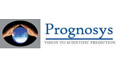 Prognosys
VISION TO SCIENTIFIC PREDICTION